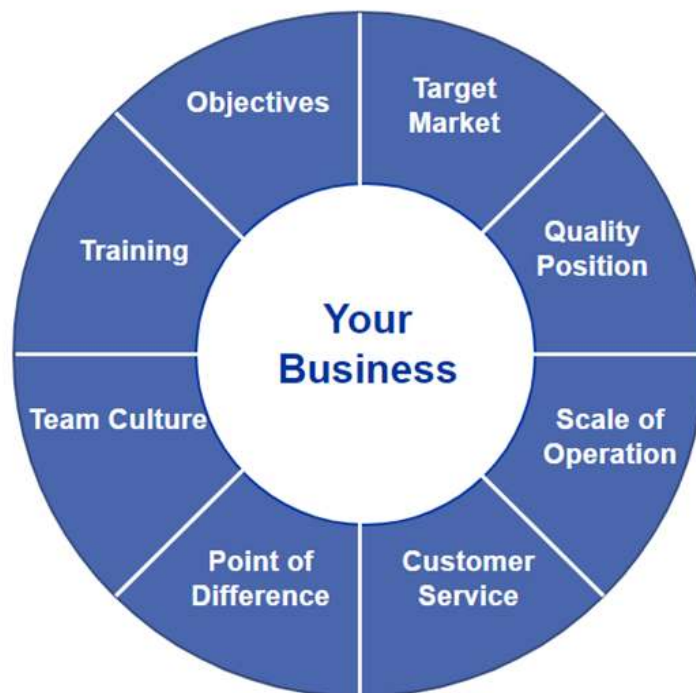 Objectives
Target
Market
Quality
Position
Scale of
Operation
Customer
Service
Point of
Difference
Team Culture
Training
Your
Business